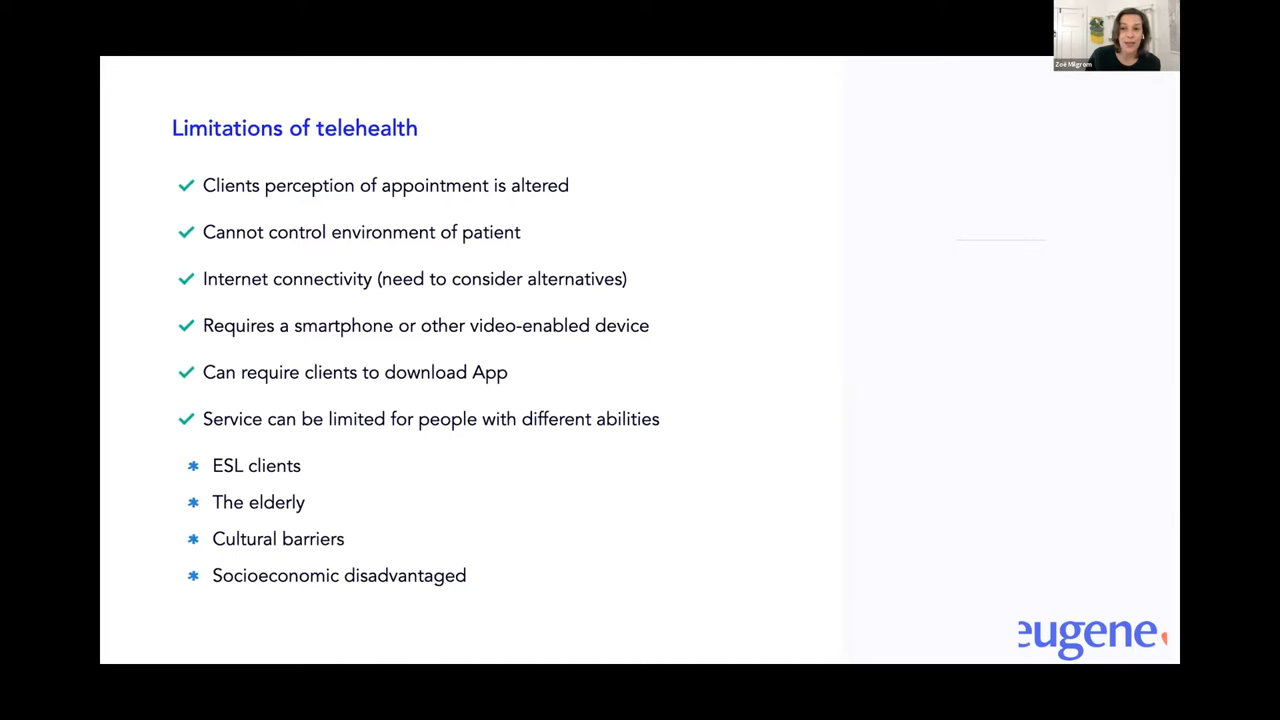 Zoë Milgrom
Limitations of telehealth
Clients perception of appointment is altered
Cannot control environment of patient
Internet connectivity (need to consider alternatives)
Requires a smartphone or other video-enabled device
Can require clients to download App
Service can be limited for people with different abilities
ESL clients
The elderly
Cultural barriers
Socioeconomic disadvantaged
eugene